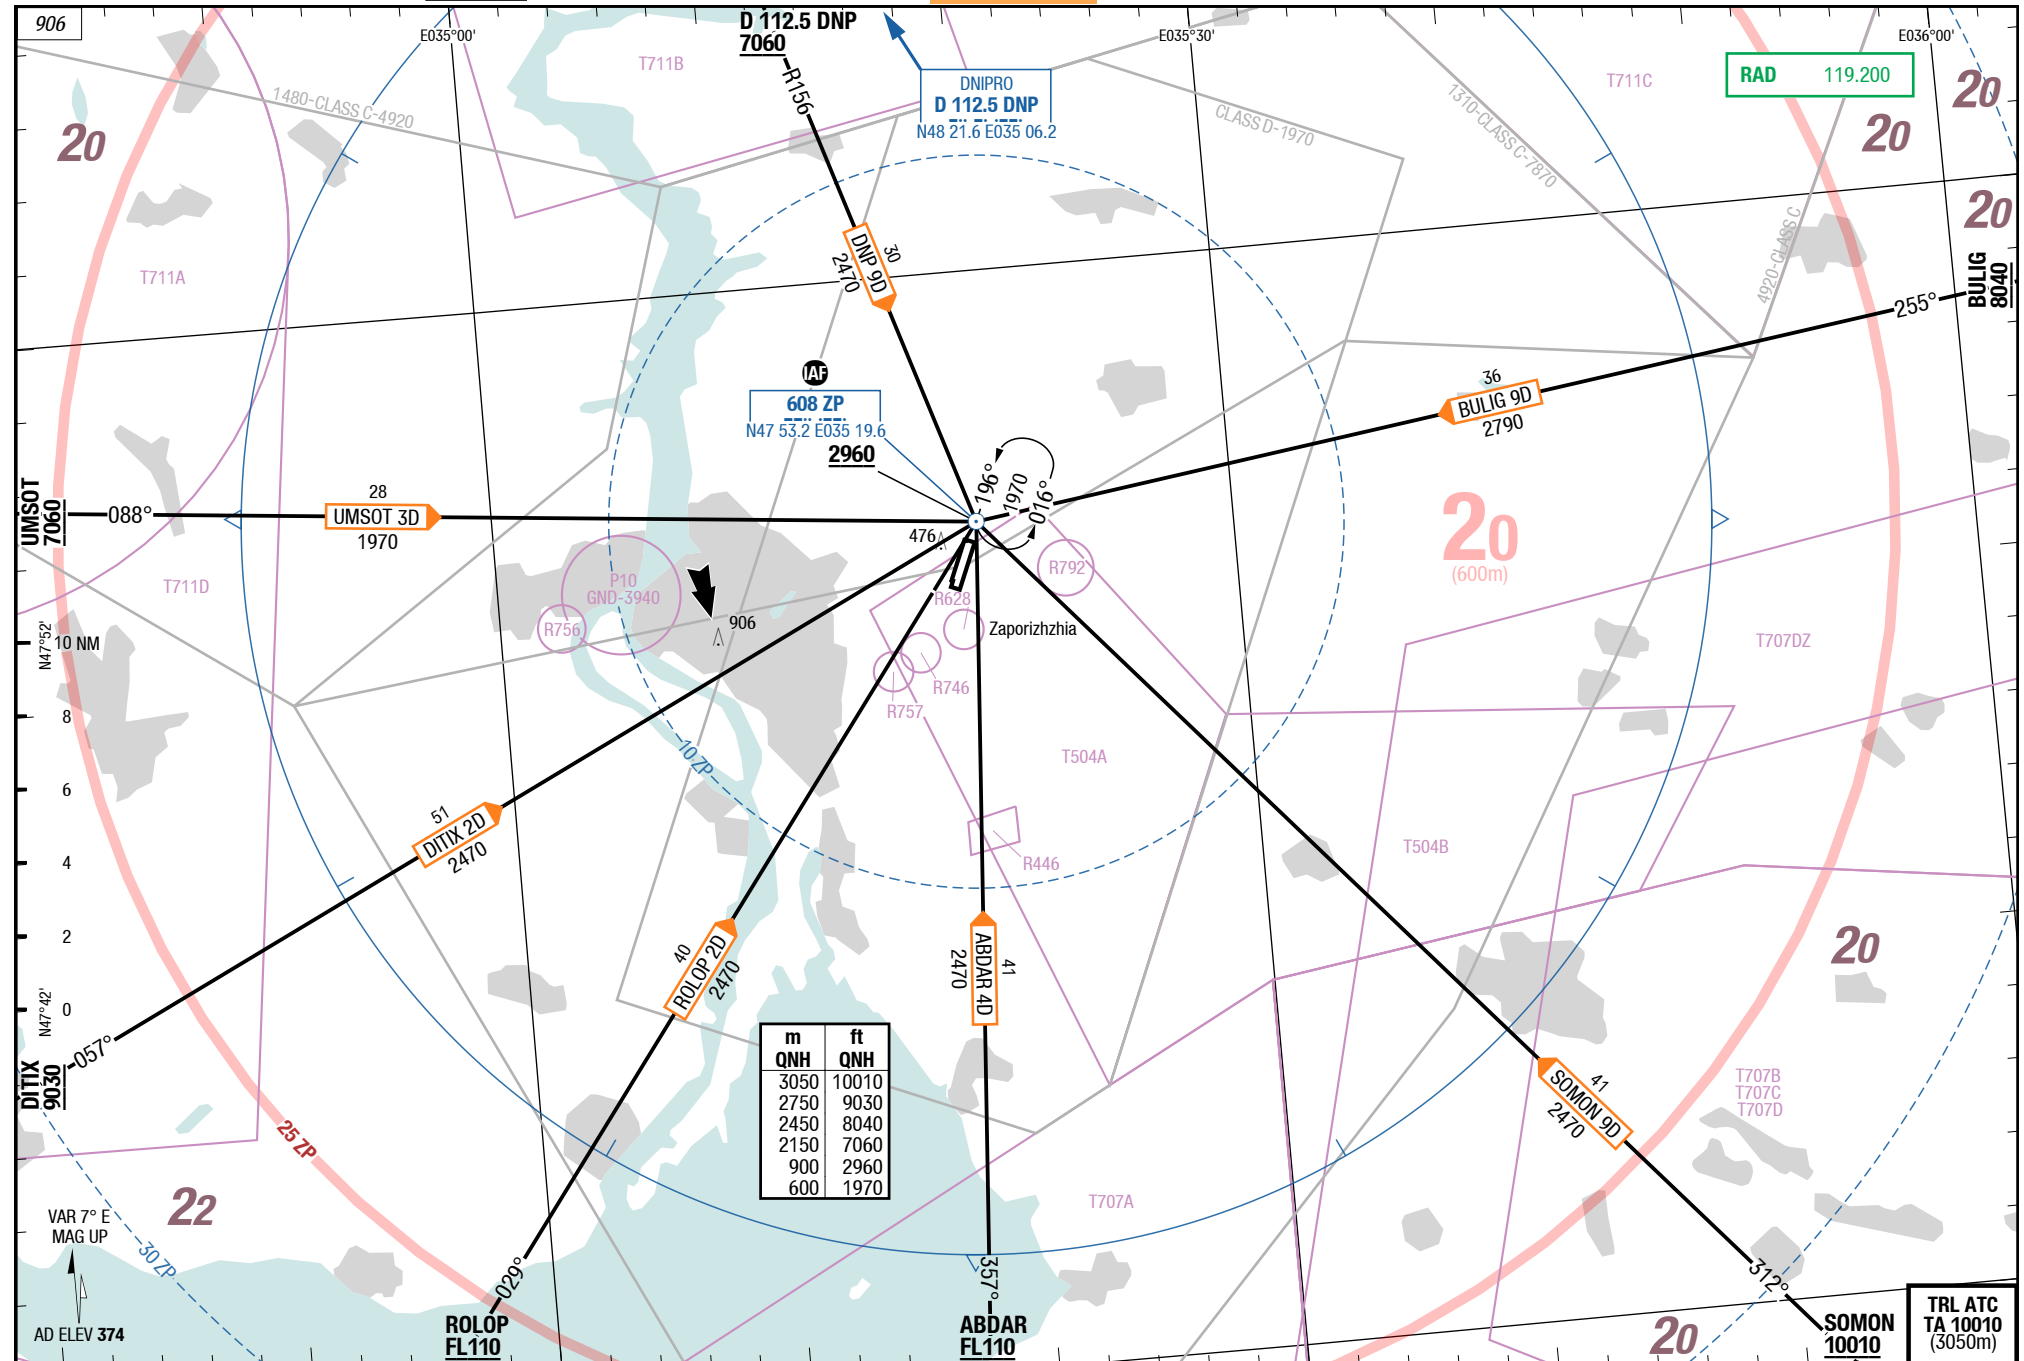 906
E035°00'
D 112.5 DNP
7060
R156
E035°30'
E036°00'
T711B
T711C
RAD 119.200
DNIPRO
D 112.5 DNP
N48 21.6 E035 06.2
1480-CLASS C-4920
CLASS D-1970
1310-CLASS C-7870
4920-CLASS C
20
20
20
20
T711A
DNP 9D
30
2470
BULIG
8040
255°
36
BULIG 9D
2790
IAF
608 ZP
N47 53.2 E035 19.6
2960
196°
1970
016°
UMSOT
7060
088°
28
UMSOT 3D
1970
476
20
(600m)
T711D
P10
GND-3940
R756
906
R792
R628
Zaporizhzhia
R746
R757
T707DZ
N47°52'
10 NM
8
6
4
2
0
N47°42'
10 ZP
T504A
T504B
R446
51
DITIX 2D
2470
40
ROLOP 2D
2470
41
ABDAR 4D
2470
20
057°
DITIX
9030
m ft
QNH QNH
3050 10010
2750 9030
2450 8040
2150 7060
900 2960
600 1970
41
SOMON 9D
2470
T707B
T707C
T707D
25 ZP
22
T707A
VAR 7° E
MAG UP
30 ZP
AD ELEV 374
029°
ROLOP
FL110
357°
ABDAR
FL110
312°
SOMON
10010
20
TRL ATC
TA 10010
(3050m)